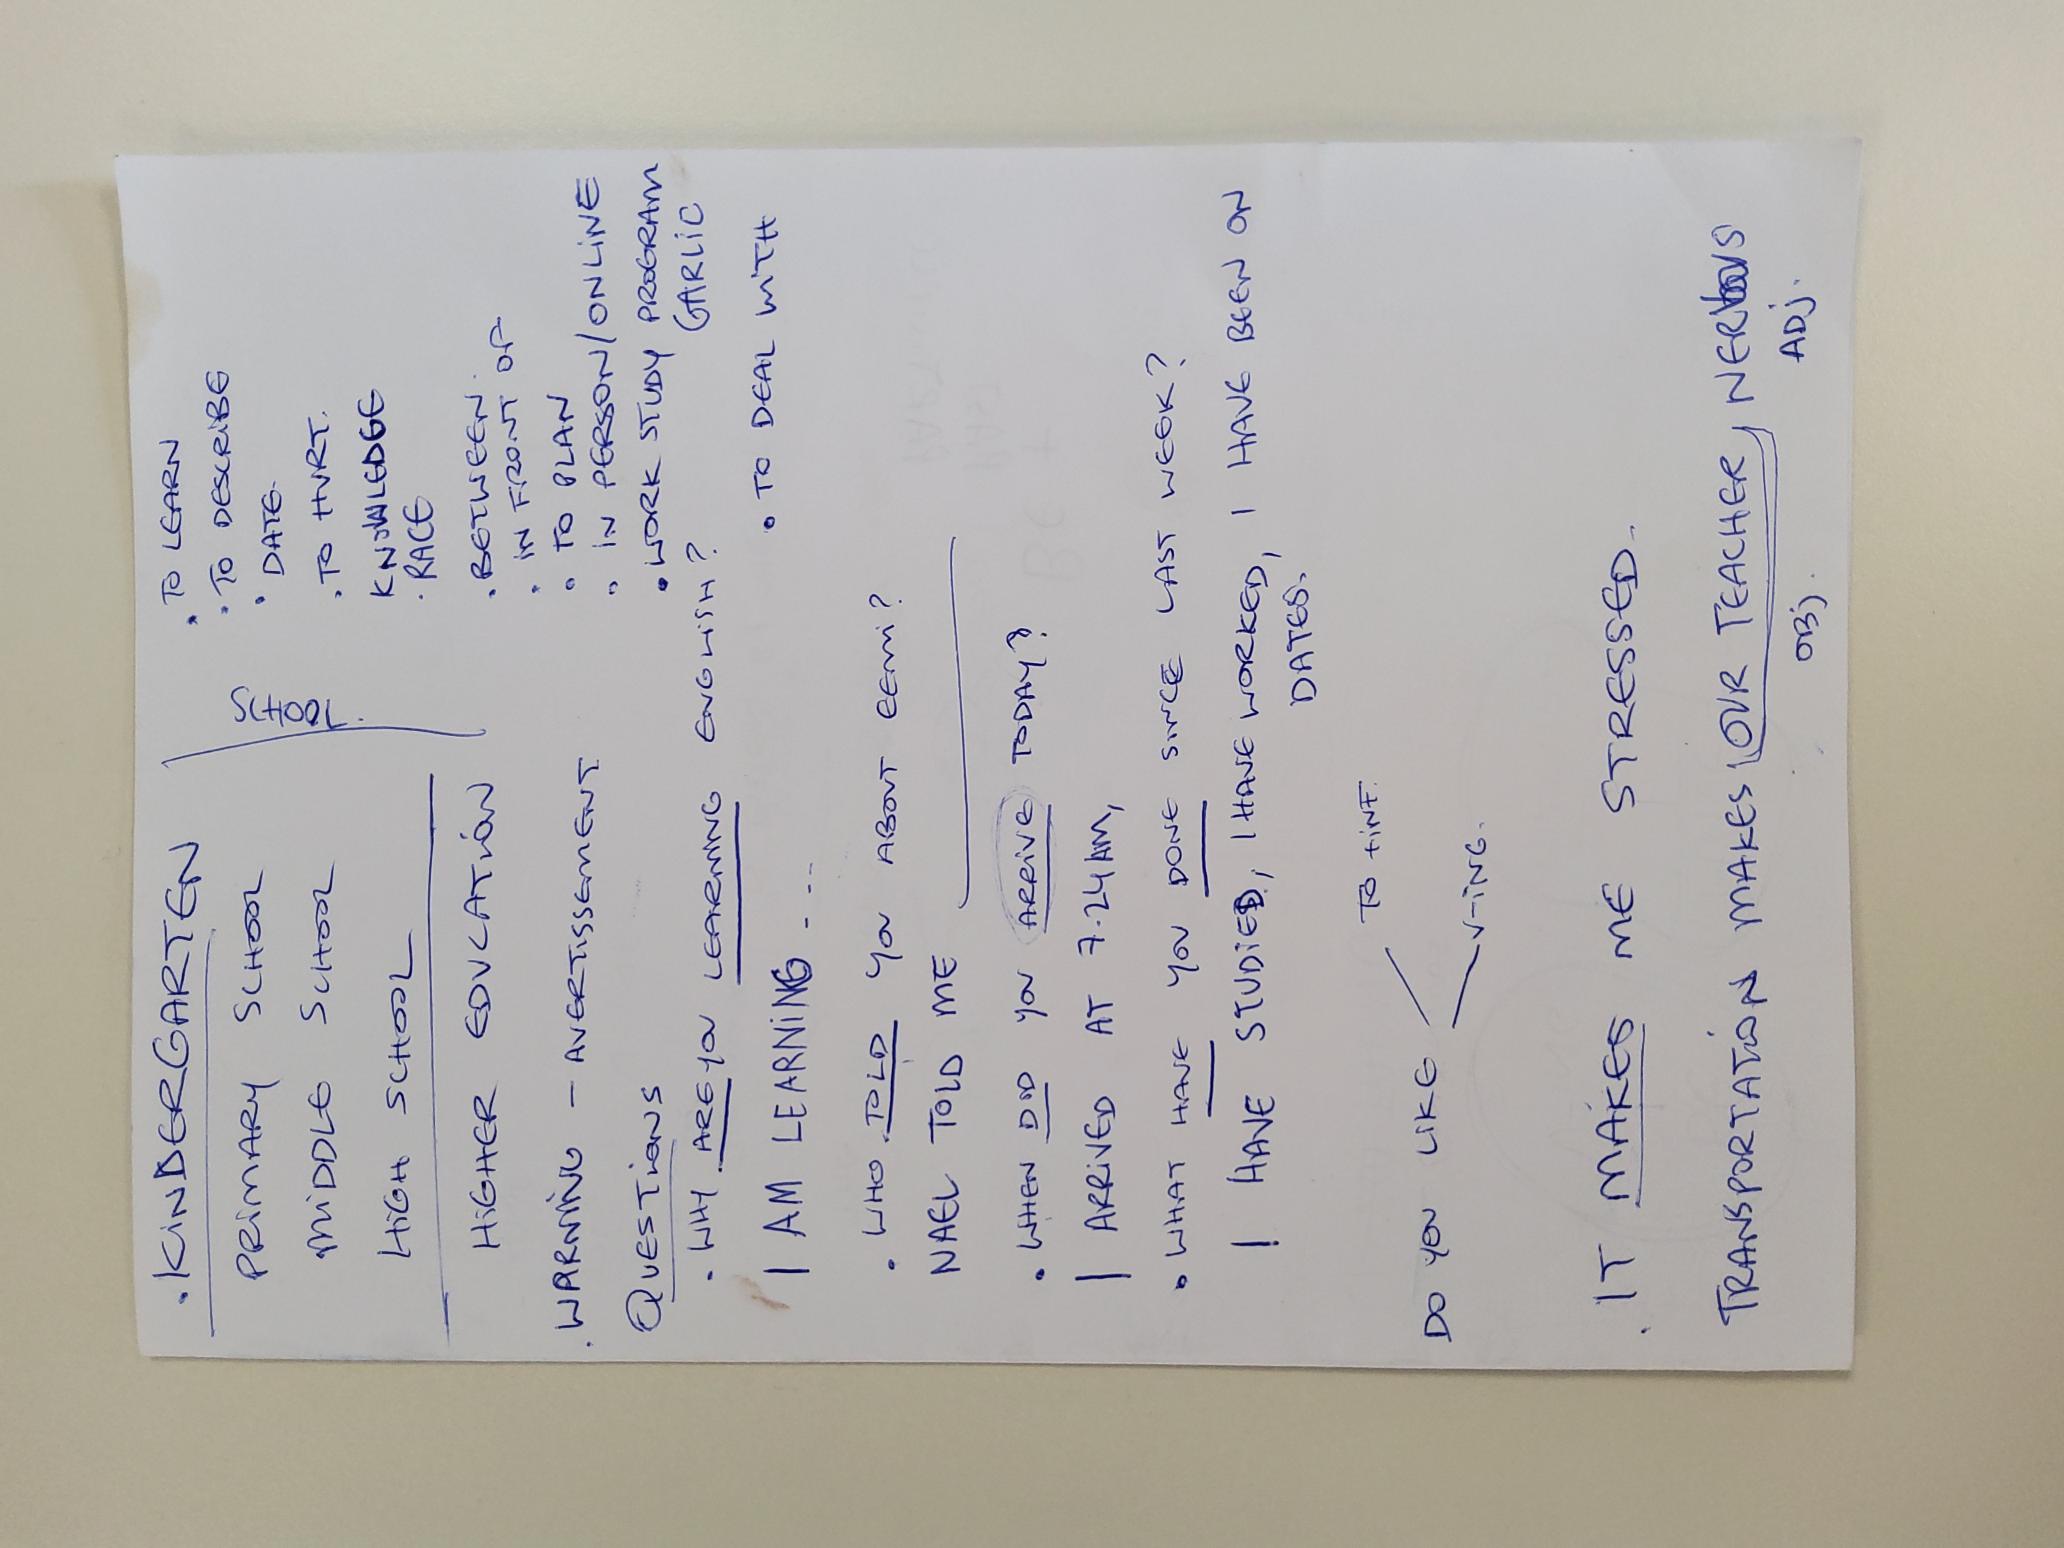 . KINDERGARTEN
PRIMARY SCHOOL
MIDDLE SCHOOL
HIGH SCHOOL
HIGHER EDUCATION
SCHOOL.
. TO LEARN
. TO DESCRIBE
. DATE.
. TO HURT.
KNOWLEDGE
. RACE
. BETWEEN.
. IN FRONT OF
. TO PLAN
. IN PERSON/ONLINE
. WORK STUDY PROGRAM
GARLIC
. TO DEAL WITH
. WARNING - AVERTISSEMENT
QUESTIONS
. WHY ARE YOU LEARNING ENGLISH?
I AM LEARNING ---
. WHO TOLD YOU ABOUT EEMI?
NAEL TOLD ME ____
. WHEN DID YOU ARRIVE TODAY?
I ARRIVED AT 7.24 AM,
. WHAT HAVE YOU DONE SINCE LAST WEEK?
I HAVE STUDIED, I HAVE WORKED, I HAVE BEEN ON
DATES.
TO + INF.
DO YOU LIKE
V-ING.
. IT MAKES ME STRESSED.
TRANSPORTATION MAKES OUR TEACHER NERVOUS
OBJ. ADJ.